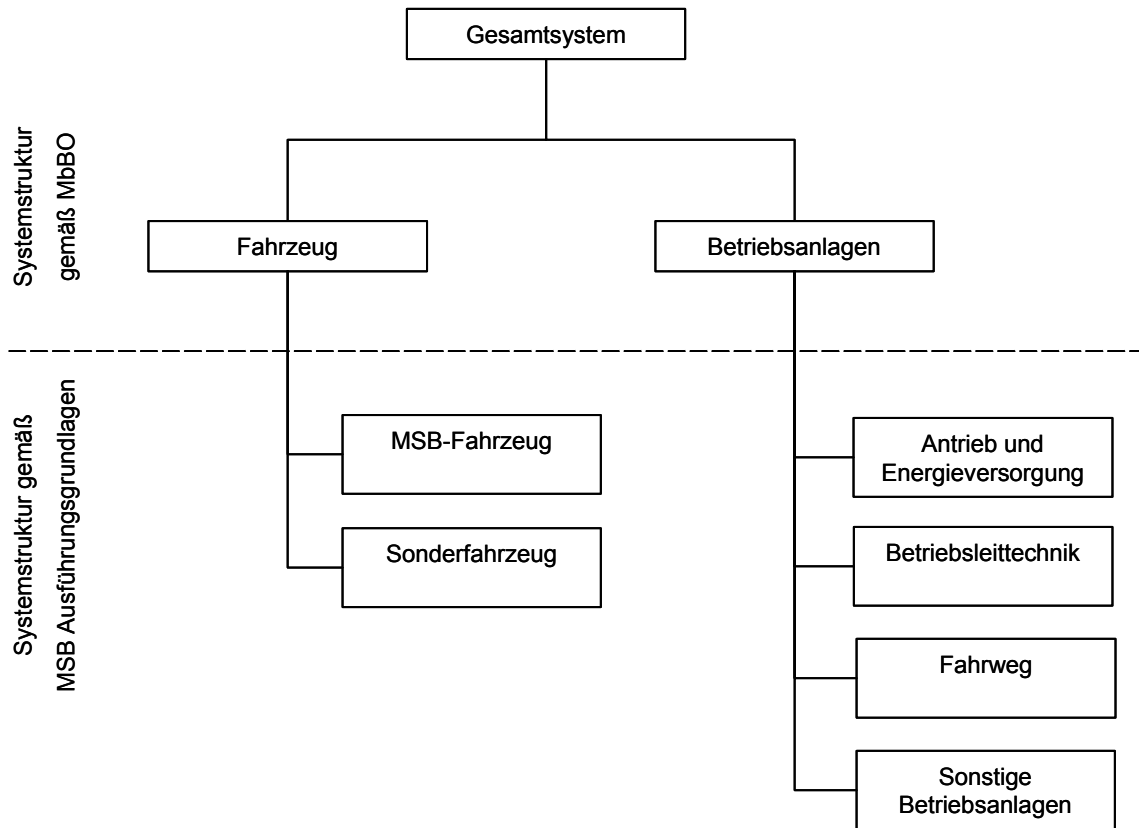 Gesamtsystem
Systemstruktur
gemäß MbBO
Fahrzeug
Betriebsanlagen
Systemstruktur gemäß
MSB Ausführungsgrundlagen
MSB-Fahrzeug
Sonderfahrzeug
Antrieb und
Energieversorgung
Betriebsleittechnik
Fahrweg
Sonstige
Betriebsanlagen